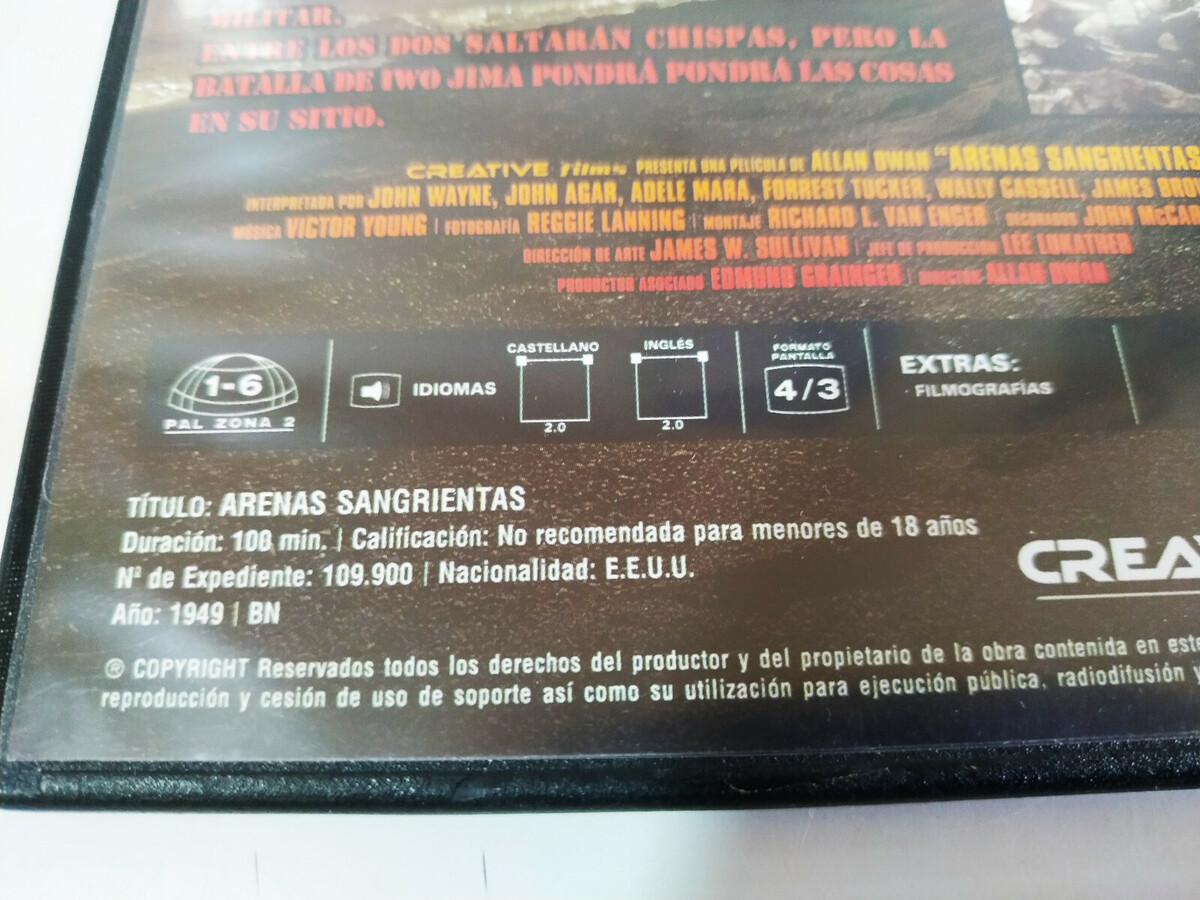 MILITAR.
ENTRE LOS DOS SALTARÁN CHISPAS, PERO LA
BATALLA DE IWO JIMA PONDRÁ PONDRÁ LAS COSAS
EN SU SITIO.
CREATIVE films PRESENTA UNA PELÍCULA DE ALLAN DWAN "ARENAS SANGRIENTAS
INTERPRETADA POR JOHN WAYNE, JOHN AGAR, ADELE MARA, FORREST TUCKER, WALLY CASSELL, JAMES BRO
MÚSICA VICTOR YOUNG | FOTOGRAFÍA REGGIE LANNING | MONTAJE RICHARD L. VAN ENGER | DECORADOS JOHN McCA
DIRECCIÓN DE ARTE JAMES W. SULLIVAN | JEFE DE PRODUCCIÓN LEE LUKATHER
PRODUCTOR ASOCIADO EDMUND GRAINGER | DIRECTOR ALLAN DWAN
1-6
PAL ZONA 2
IDIOMAS
CASTELLANO
2.0
INGLÉS
2.0
FORMATO
PANTALLA
4/3
EXTRAS:
· FILMOGRAFÍAS
TÍTULO: ARENAS SANGRIENTAS
Duración: 100 min. | Calificación: No recomendada para menores de 18 años
Nº de Expediente: 109.900 | Nacionalidad: E.E.U.U.
Año: 1949 | BN
CREA
® COPYRIGHT Reservados todos los derechos del productor y del propietario de la obra contenida en este
reproducción y cesión de uso de soporte así como su utilización para ejecución pública, radiodifusión y